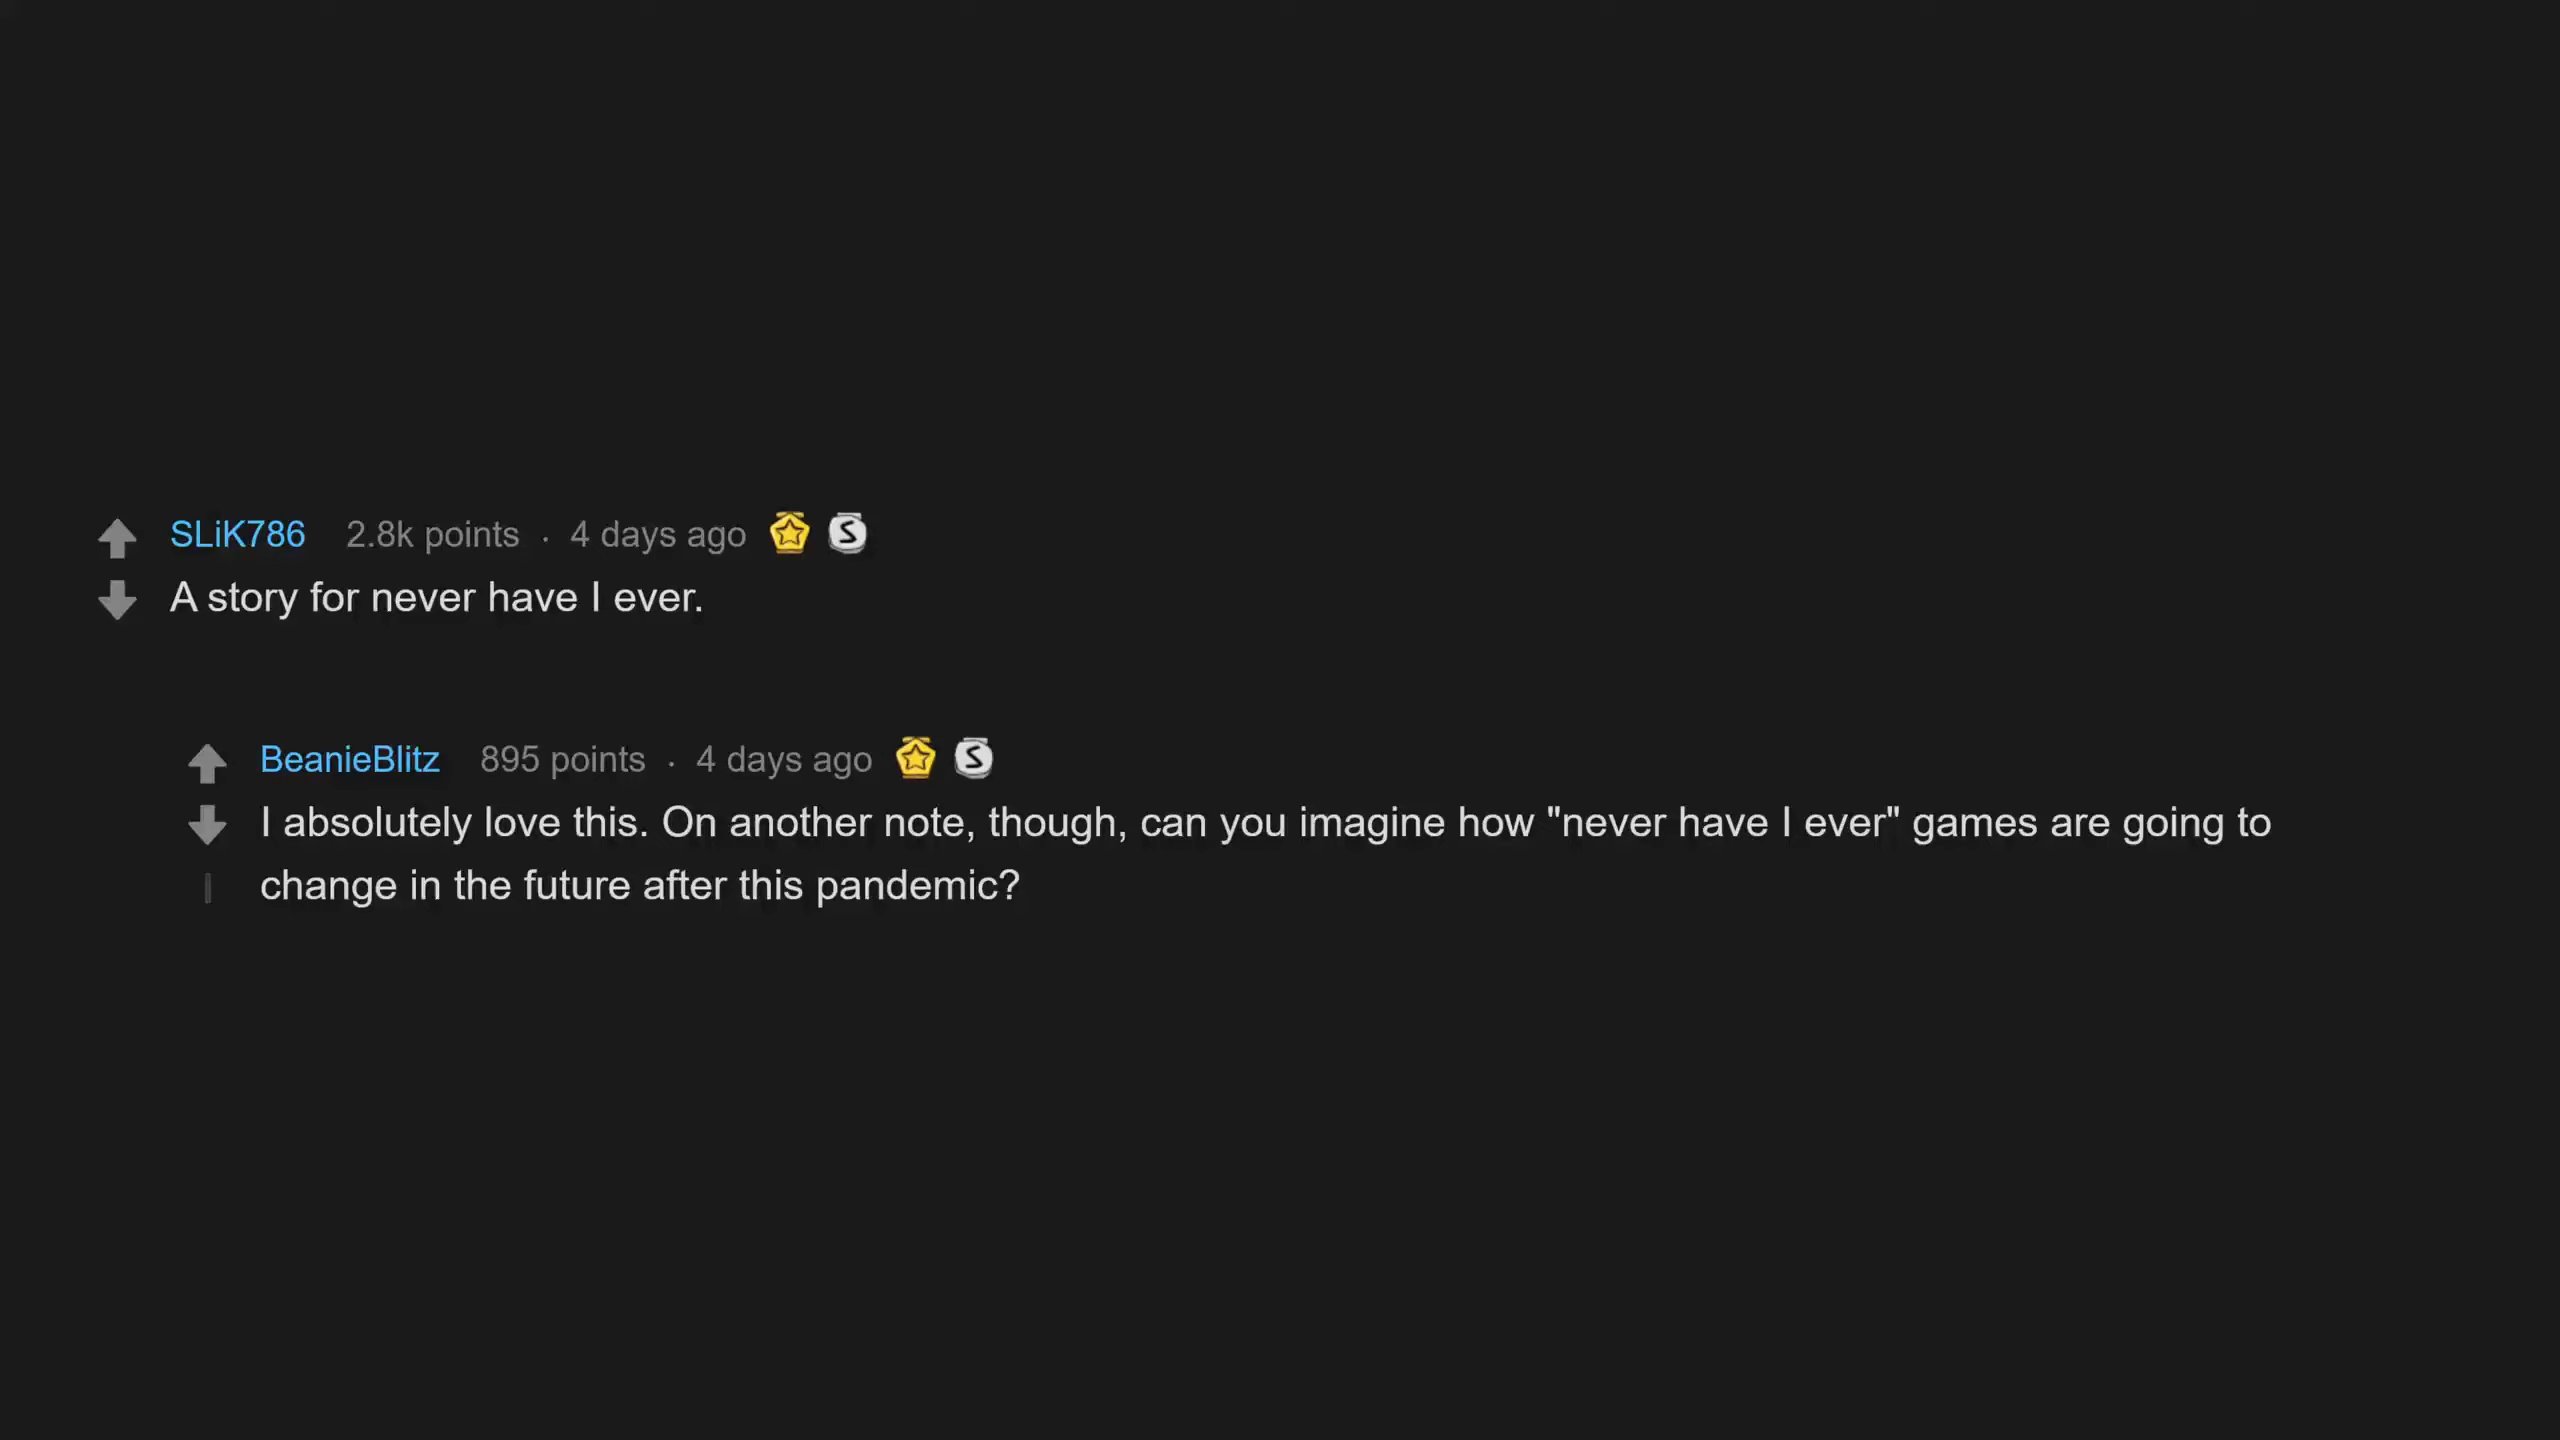 SLiK786 2.8k points · 4 days ago S
A story for never have I ever.
BeanieBlitz 895 points · 4 days ago S
I absolutely love this. On another note, though, can you imagine how "never have I ever" games are going to
change in the future after this pandemic?